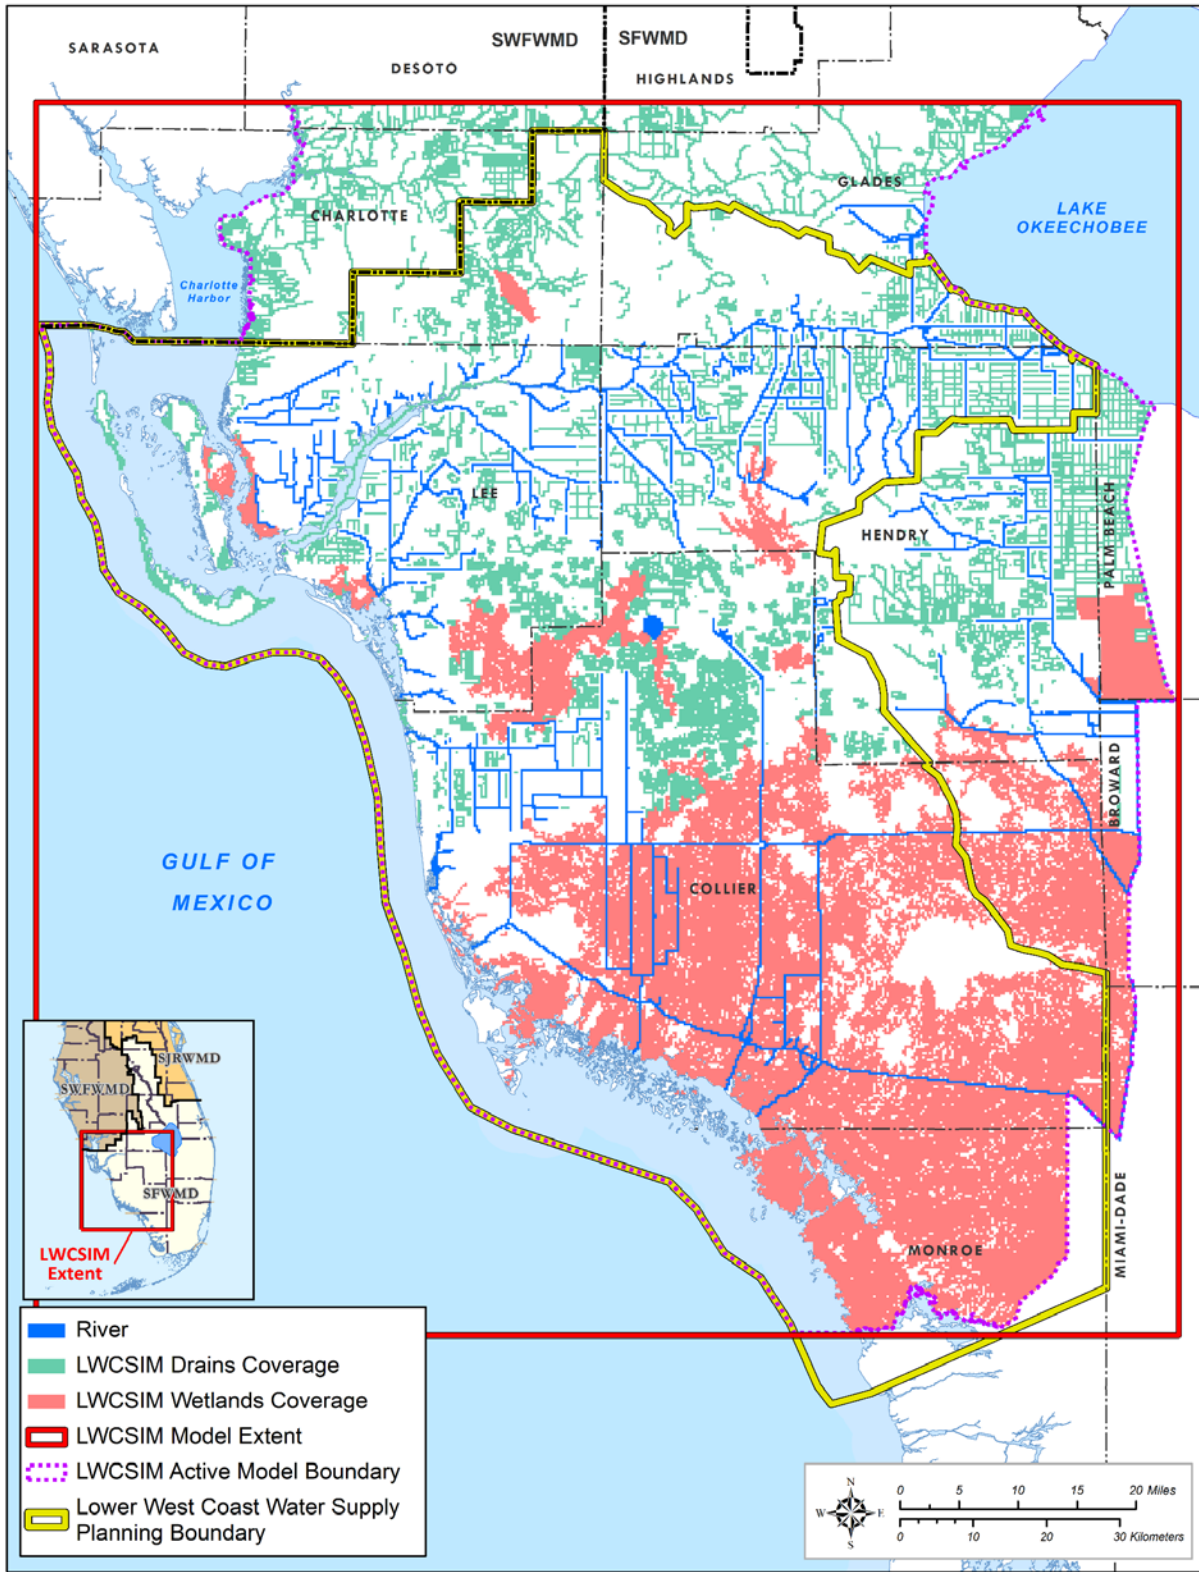 SARASOTA
SWFWMD
SFWMD
DESOTO
HIGHLANDS
GLADES
CHARLOTTE
LAKE
OKEECHOBEE
Charlotte
Harbor
LEE
HENDRY
PALM BEACH
BROWARD
GULF OF
MEXICO
COLLIER
MONROE
MIAMI-DADE
SJRWMD
SWFWMD
SFWMD
LWCSIM
Extent
River
LWCSIM Drains Coverage
LWCSIM Wetlands Coverage
LWCSIM Model Extent
LWCSIM Active Model Boundary
Lower West Coast Water Supply
Planning Boundary
N
W E
S
0 5 10 15 20 Miles
0 10 20 30 Kilometers